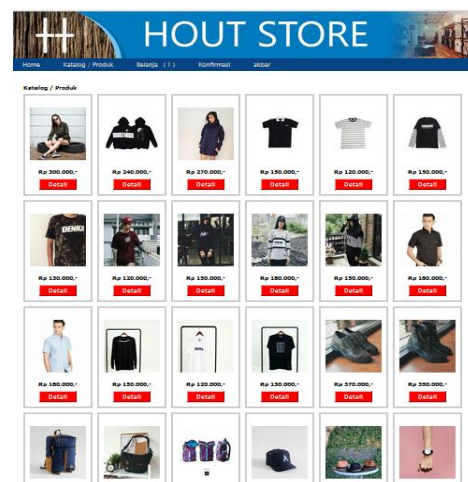 HOUT STORE
Home Katalog / Produk Belanja ( 1 ) Konfirmasi akbar
Katalog / Produk
Rp 300.000,- Rp 240.000,- Rp 270.000,- Rp 150.000,- Rp 120.000,- Rp 150.000,-
Detail Detail Detail Detail Detail Detail
DENKI
Rp 130.000,- Rp 120.000,- Rp 150.000,- Rp 180.000,- Rp 150.000,- Rp 180.000,-
Detail Detail Detail Detail Detail Detail
Rp 180.000,- Rp 150.000,- Rp 120.000,- Rp 130.000,- Rp 370.000,- Rp 350.000,-
Detail Detail Detail Detail Detail Detail